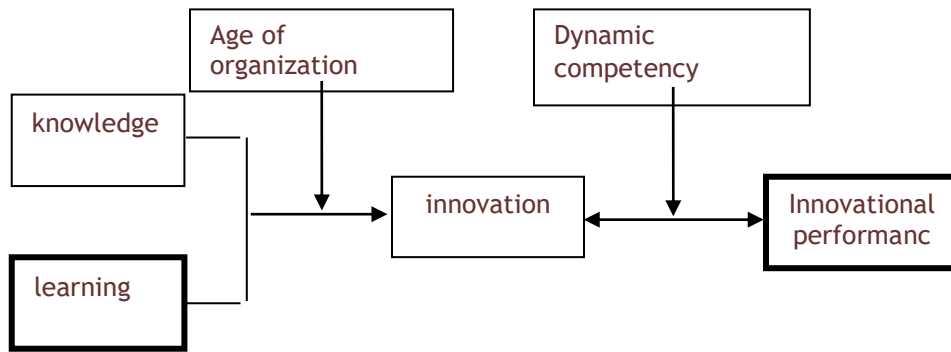 Age of
organization
Dynamic
competency
knowledge
innovation
Innovational
performanc
learning